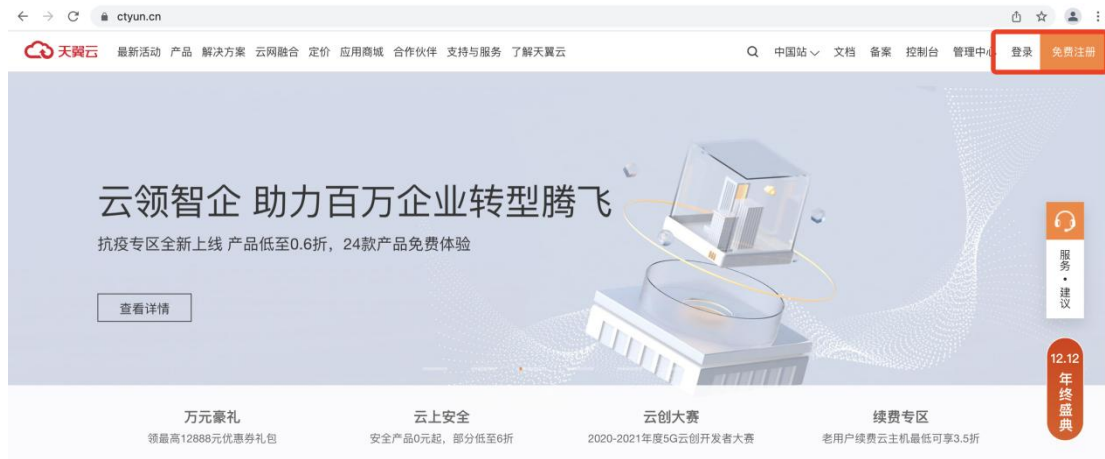 ctyun.cn
天翼云 最新活动 产品 解决方案 云网融合 定价 应用商城 合作伙伴 支持与服务 了解天翼云 中国站 文档 备案 控制台 管理中心 登录 免费注册
云领智企 助力百万企业转型腾飞
抗疫专区全新上线 产品低至0.6折，24款产品免费体验
查看详情
服务·建议
12.12
年终盛典
万元豪礼 云上安全 云创大赛 续费专区
领最高12888元优惠券礼包 安全产品0元起，部分低至6折 2020-2021年度5G云创开发者大赛 老用户续费云主机最低可享3.5折